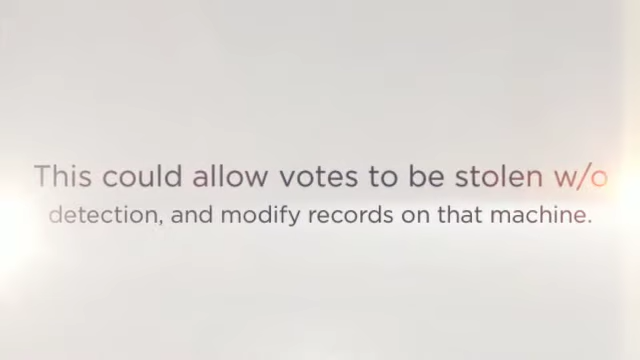 This could allow votes to be stolen w/o
detection, and modify records on that machine.